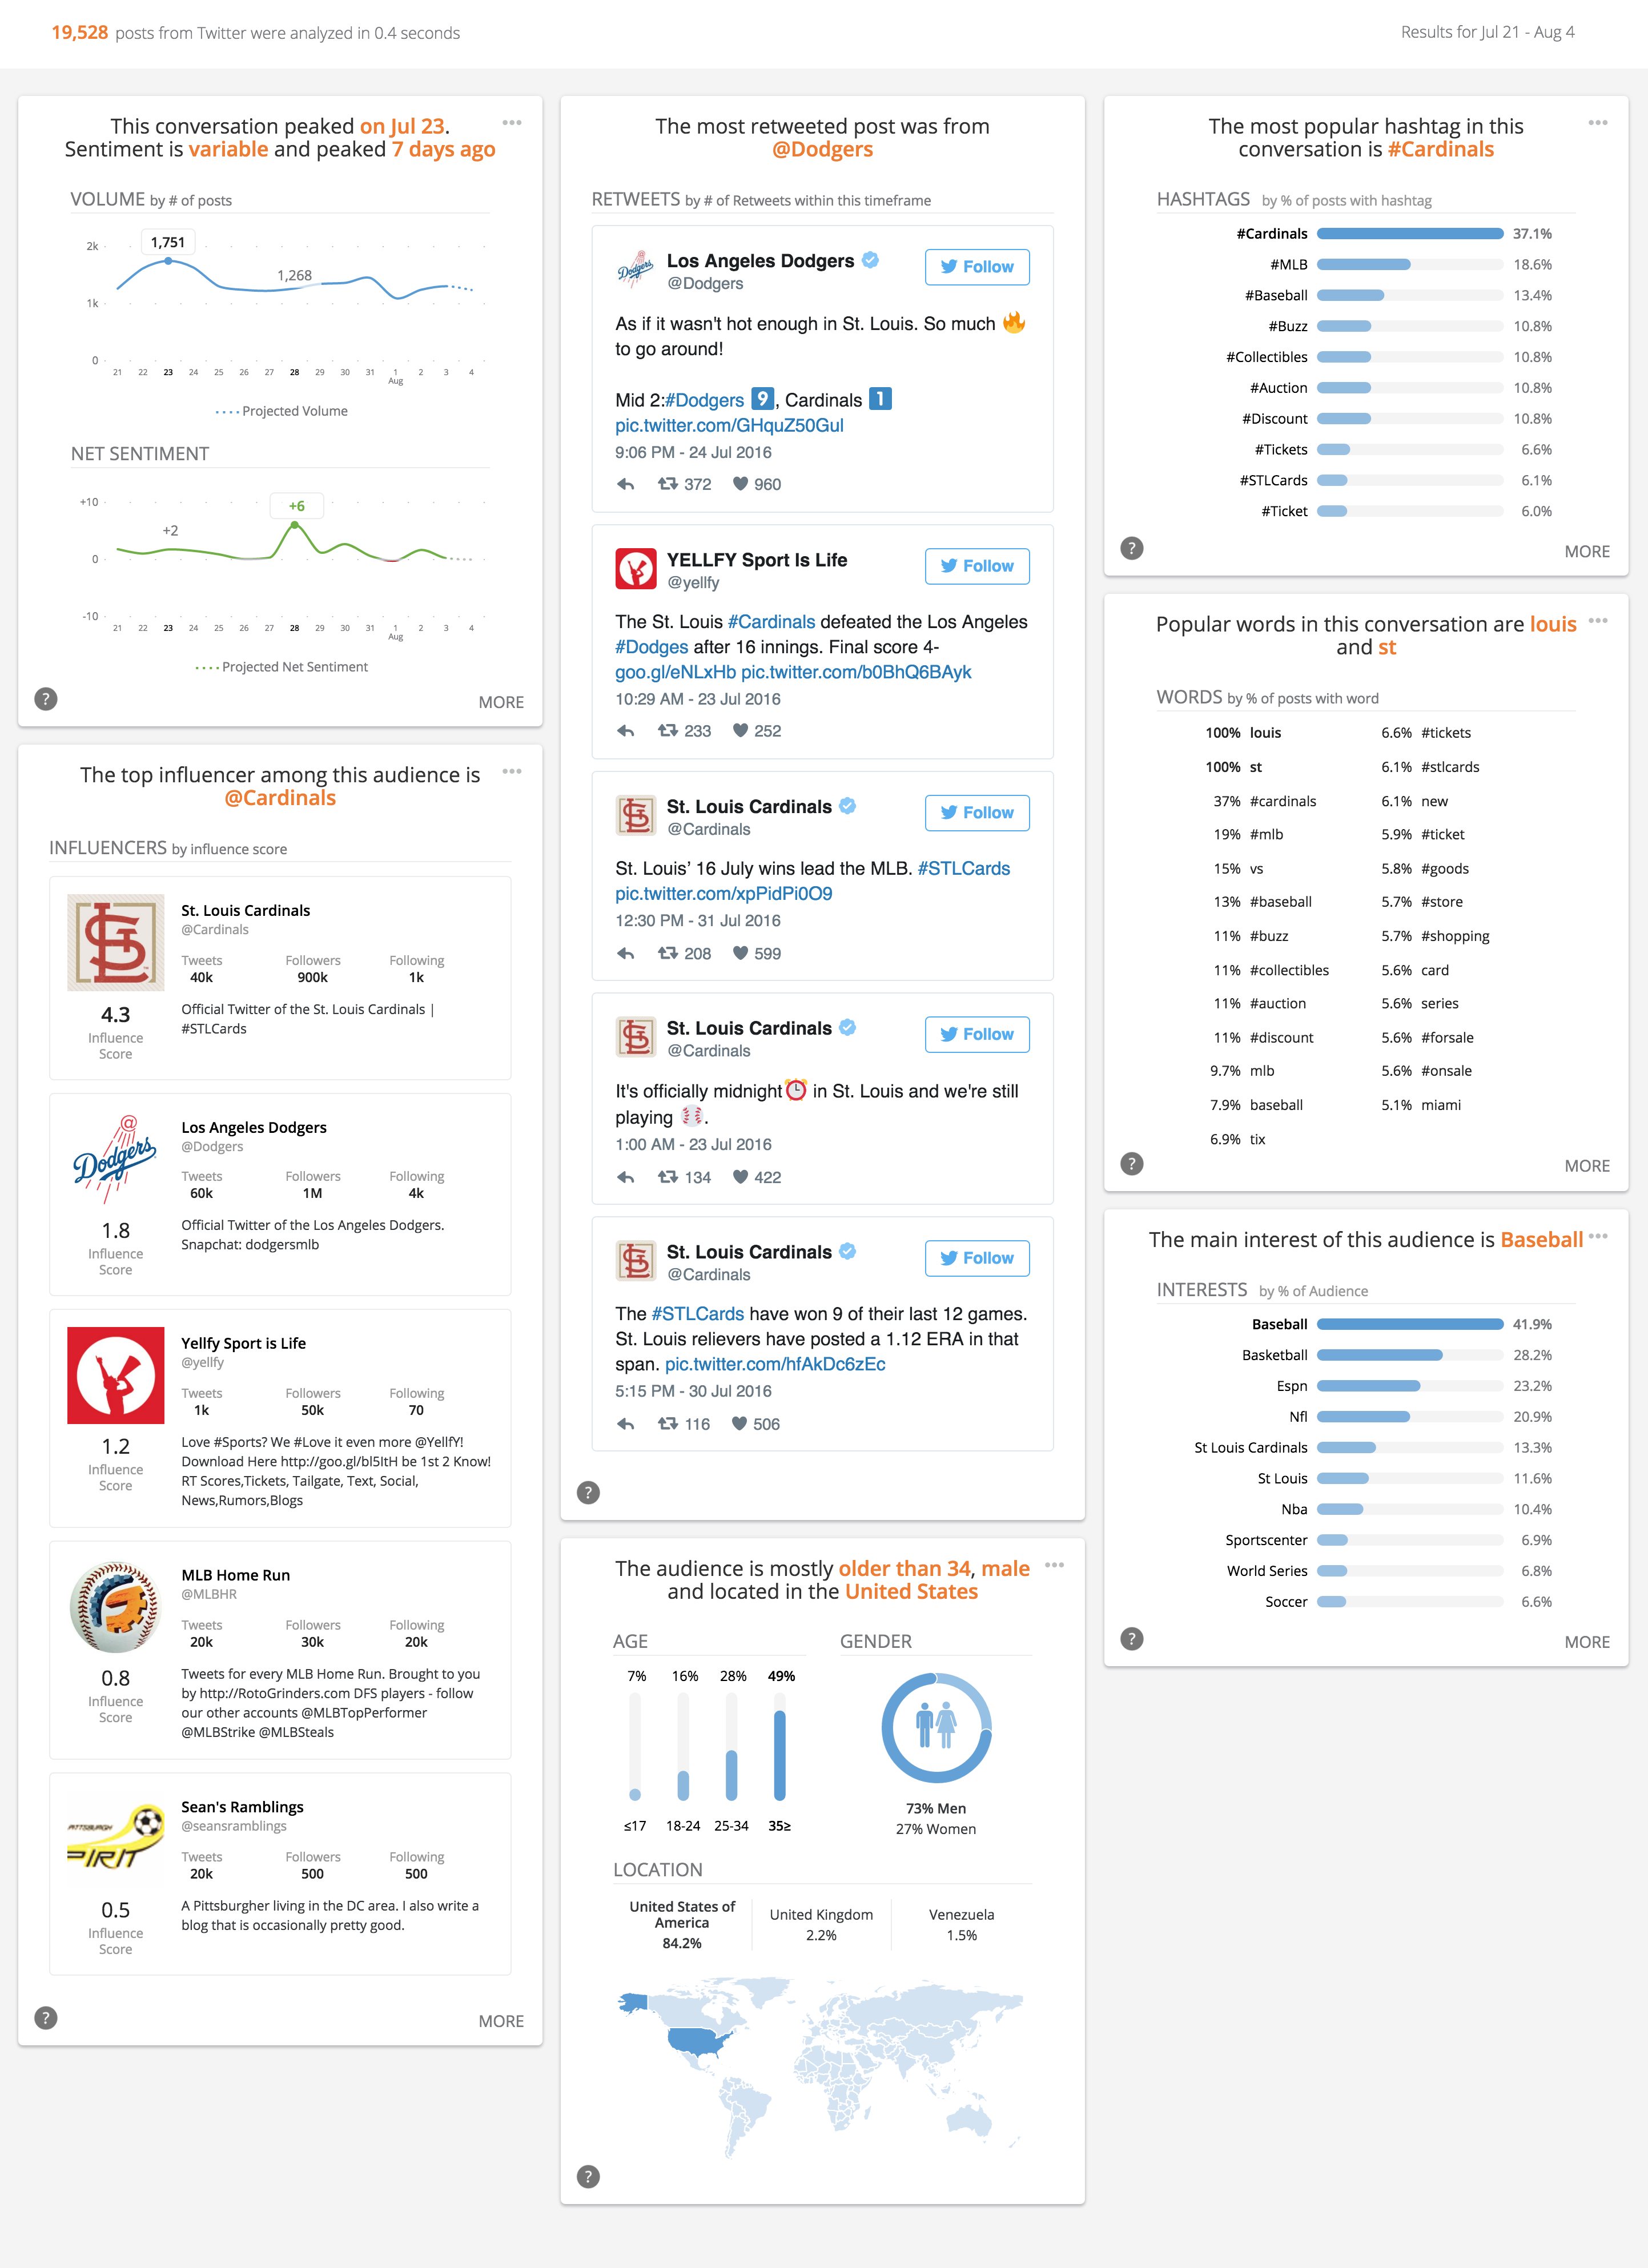 19,528 posts from Twitter were analyzed in 0.4 seconds
Results for Jul 21 - Aug 4
This conversation peaked on Jul 23.
Sentiment is variable and peaked 7 days ago
VOLUME by # of posts
2k
1,751
1,268
1k
0
21 22 23 24 25 26 27 28 29 30 31 1 2 3 4
Aug
Projected Volume
NET SENTIMENT
+10
+6
+2
0
-10
21 22 23 24 25 26 27 28 29 30 31 1 2 3 4
Aug
Projected Net Sentiment
?
MORE
The top influencer among this audience is
@Cardinals
INFLUENCERS by influence score
St. Louis Cardinals
@Cardinals
Tweets Followers Following
40k 900k 1k
4.3
Influence
Score
Official Twitter of the St. Louis Cardinals |
#STLCards
Dodgers
Los Angeles Dodgers
@Dodgers
Tweets Followers Following
60k 1M 4k
1.8
Influence
Score
Official Twitter of the Los Angeles Dodgers.
Snapchat: dodgersmlb
Yellfy Sport is Life
@yellfy
Tweets Followers Following
1k 50k 70
1.2
Influence
Score
Love #Sports? We #Love it even more @YellfY!
Download Here http://goo.gl/bl5ItH be 1st 2 Know!
RT Scores,Tickets, Tailgate, Text, Social,
News,Rumors,Blogs
MLB Home Run
@MLBHR
Tweets Followers Following
20k 30k 20k
0.8
Influence
Score
Tweets for every MLB Home Run. Brought to you
by http://RotoGrinders.com DFS players - follow
our other accounts @MLBTopPerformer
@MLBStrike @MLBSteals
PITTSBURGH
PIRIT
Sean's Ramblings
@seansramblings
Tweets Followers Following
20k 500 500
0.5
Influence
Score
A Pittsburgher living in the DC area. I also write a
blog that is occasionally pretty good.
?
MORE
The most retweeted post was from
@Dodgers
RETWEETS by # of Retweets within this timeframe
Dodgers
Los Angeles Dodgers
@Dodgers
Follow
As if it wasn't hot enough in St. Louis. So much 🔥
to go around!
Mid 2:#Dodgers 9️⃣, Cardinals 1️⃣
pic.twitter.com/GHquZ50Gul
9:06 PM - 24 Jul 2016
372 960
YELLFY Sport Is Life
@yellfy
Follow
The St. Louis #Cardinals defeated the Los Angeles
#Dodges after 16 innings. Final score 4-
goo.gl/eNLxHb pic.twitter.com/b0BhQ6BAyk
10:29 AM - 23 Jul 2016
233 252
St. Louis Cardinals
@Cardinals
Follow
St. Louis’ 16 July wins lead the MLB. #STLCards
pic.twitter.com/xpPidPi0O9
12:30 PM - 31 Jul 2016
208 599
St. Louis Cardinals
@Cardinals
Follow
It's officially midnight⏰ in St. Louis and we're still
playing ⚾.
1:00 AM - 23 Jul 2016
134 422
St. Louis Cardinals
@Cardinals
Follow
The #STLCards have won 9 of their last 12 games.
St. Louis relievers have posted a 1.12 ERA in that
span. pic.twitter.com/hfAkDc6zEc
5:15 PM - 30 Jul 2016
116 506
?
The audience is mostly older than 34, male
and located in the United States
AGE
7% 16% 28% 49%
≤17 18-24 25-34 35≥
GENDER
73% Men
27% Women
LOCATION
United States of
America
84.2%
United Kingdom
2.2%
Venezuela
1.5%
?
The most popular hashtag in this
conversation is #Cardinals
HASHTAGS by % of posts with hashtag
#Cardinals 37.1%
#MLB 18.6%
#Baseball 13.4%
#Buzz 10.8%
#Collectibles 10.8%
#Auction 10.8%
#Discount 10.8%
#Tickets 6.6%
#STLCards 6.1%
#Ticket 6.0%
?
MORE
Popular words in this conversation are louis
and st
WORDS by % of posts with word
100% louis 6.6% #tickets
100% st 6.1% #stlcards
37% #cardinals 6.1% new
19% #mlb 5.9% #ticket
15% vs 5.8% #goods
13% #baseball 5.7% #store
11% #buzz 5.7% #shopping
11% #collectibles 5.6% card
11% #auction 5.6% series
11% #discount 5.6% #forsale
9.7% mlb 5.6% #onsale
7.9% baseball 5.1% miami
6.9% tix
?
MORE
The main interest of this audience is Baseball
INTERESTS by % of Audience
Baseball 41.9%
Basketball 28.2%
Espn 23.2%
Nfl 20.9%
St Louis Cardinals 13.3%
St Louis 11.6%
Nba 10.4%
Sportscenter 6.9%
World Series 6.8%
Soccer 6.6%
?
MORE